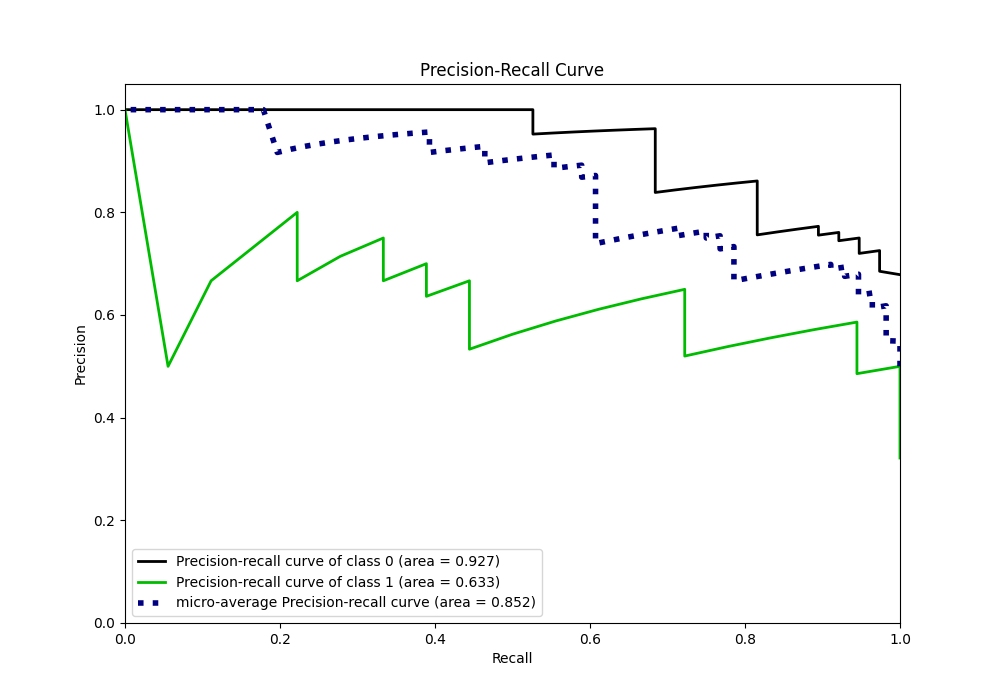 Precision-Recall Curve
1.0
0.8
0.6
0.4
0.2
0.0
Precision
Precision-recall curve of class 0 (area = 0.927)
Precision-recall curve of class 1 (area = 0.633)
micro-average Precision-recall curve (area = 0.852)
0.0 0.2 0.4 0.6 0.8 1.0
Recall